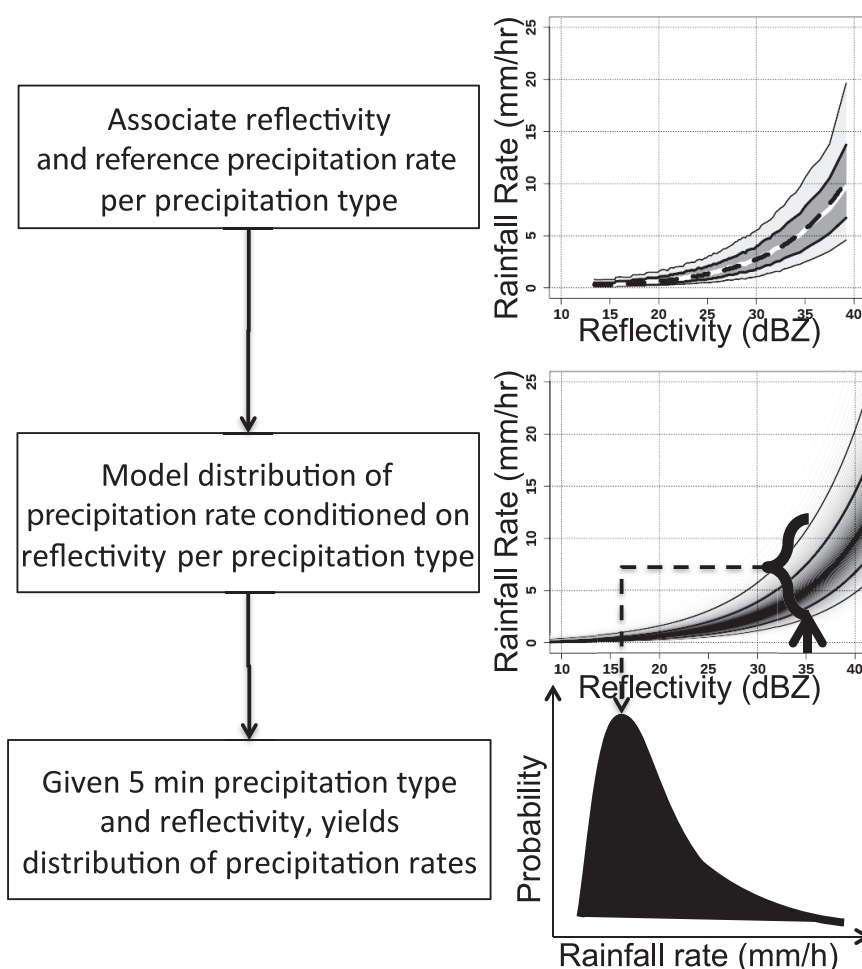 Associate reflectivity
and reference precipitation rate
per precipitation type
Rainfall Rate (mm/hr)
25
20
15
10
5
0
10 15 20 25 30 35 40
Reflectivity (dBZ)
Model distribution of
precipitation rate conditioned on
reflectivity per precipitation type
Rainfall Rate (mm/hr)
25
20
15
10
5
0
10 15 20 25 30 35 40
Reflectivity (dBZ)
Given 5 min precipitation type
and reflectivity, yields
distribution of precipitation rates
Probability
Rainfall rate (mm/h)